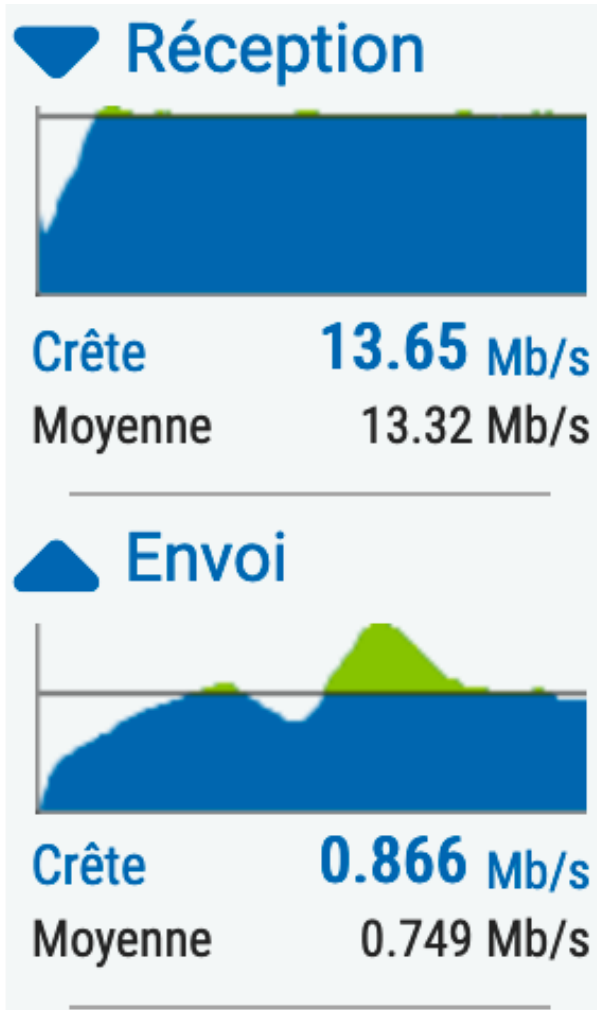 Réception
Crête 13.65 Mb/s
Moyenne 13.32 Mb/s
Envoi
Crête 0.866 Mb/s
Moyenne 0.749 Mb/s